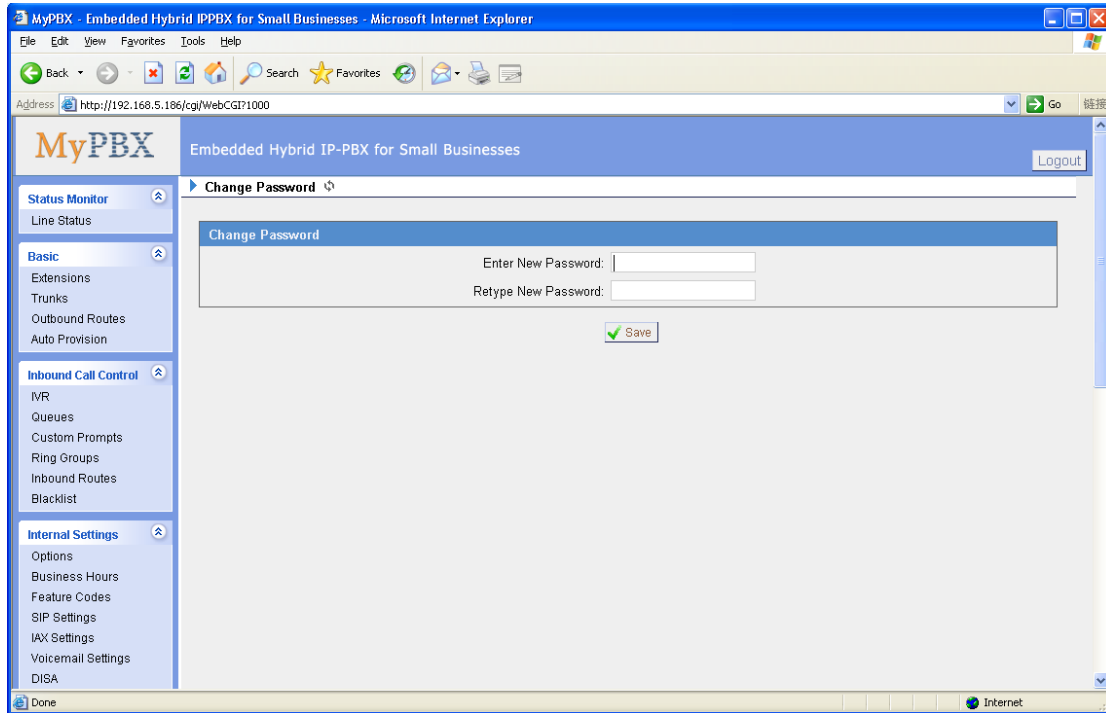 MyPBX - Embedded Hybrid IPPBX for Small Businesses - Microsoft Internet Explorer
File Edit View Favorites Tools Help
Back Search Favorites
Address http://192.168.5.186/cgi/WebCGI?1000 Go 链接
MyPBX
Embedded Hybrid IP-PBX for Small Businesses
Logout
Status Monitor
Line Status
Basic
Extensions
Trunks
Outbound Routes
Auto Provision
Inbound Call Control
IVR
Queues
Custom Prompts
Ring Groups
Inbound Routes
Blacklist
Internal Settings
Options
Business Hours
Feature Codes
SIP Settings
IAX Settings
Voicemail Settings
DISA
Change Password
Change Password
Enter New Password:
Retype New Password:
Save
Done
Internet